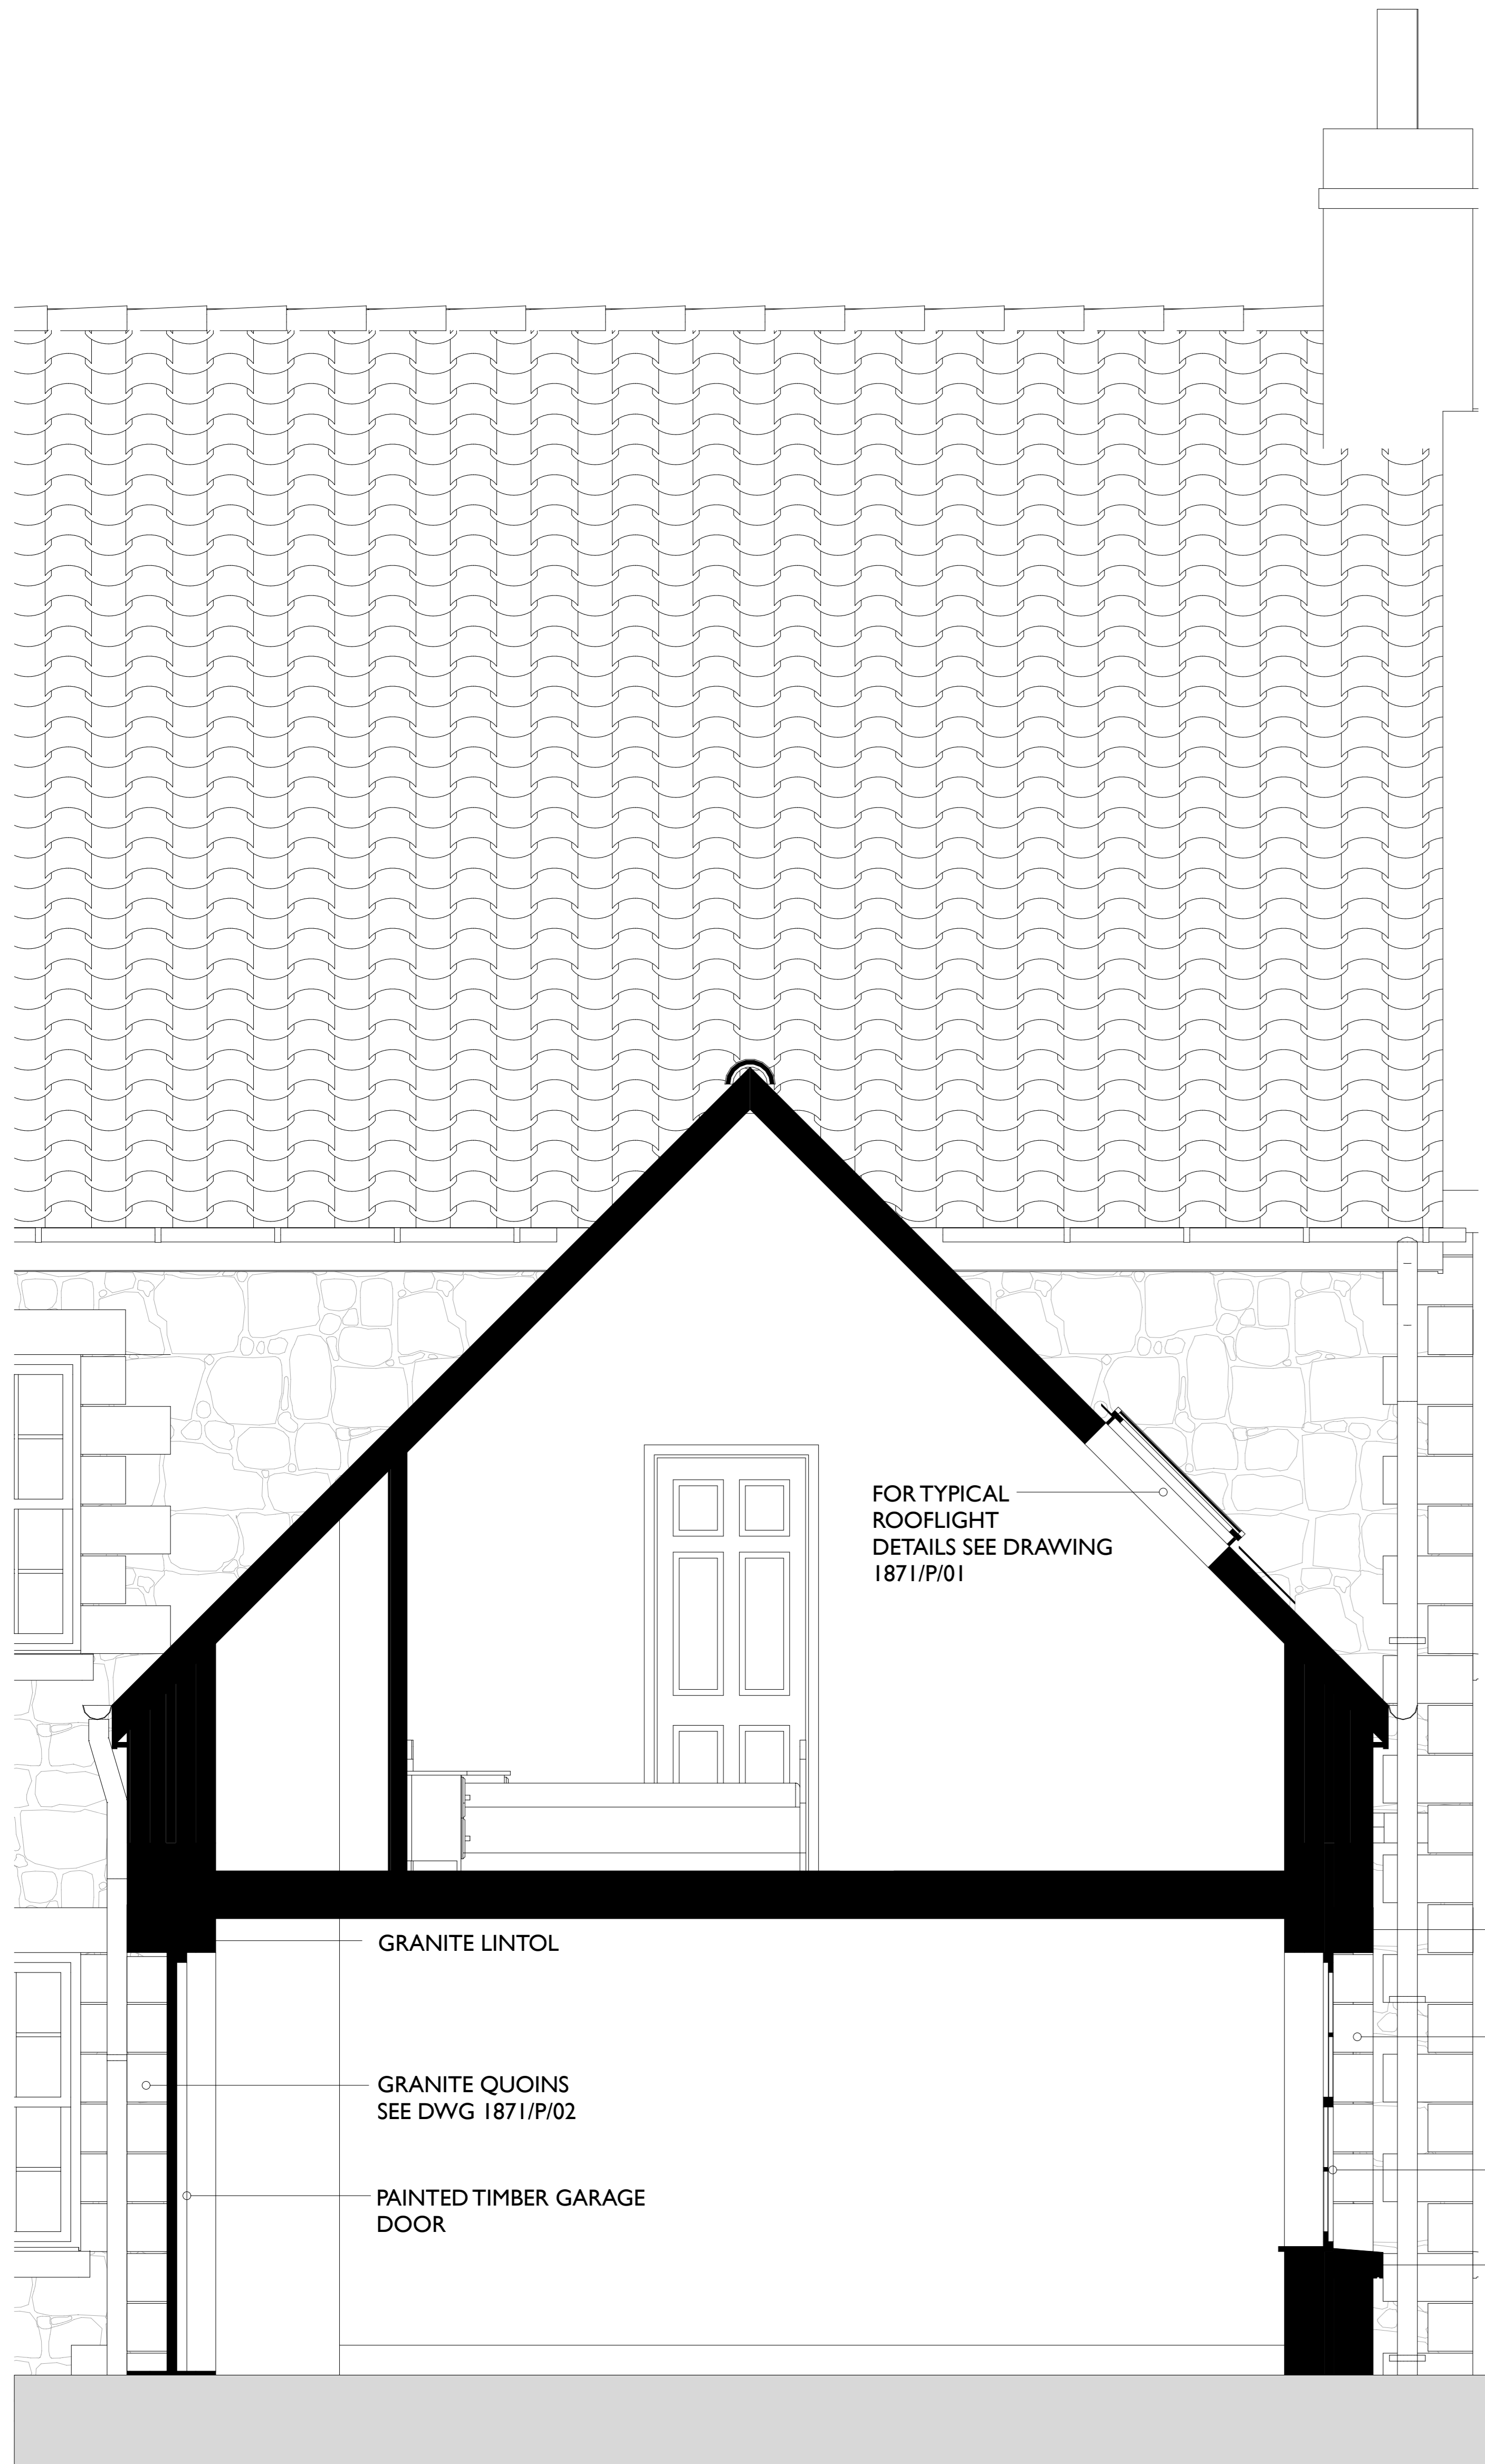 FOR TYPICAL
ROOFLIGHT
DETAILS SEE DRAWING
1871/P/01
GRANITE LINTOL
GRANITE QUOINS
SEE DWG 1871/P/02
PAINTED TIMBER GARAGE
DOOR